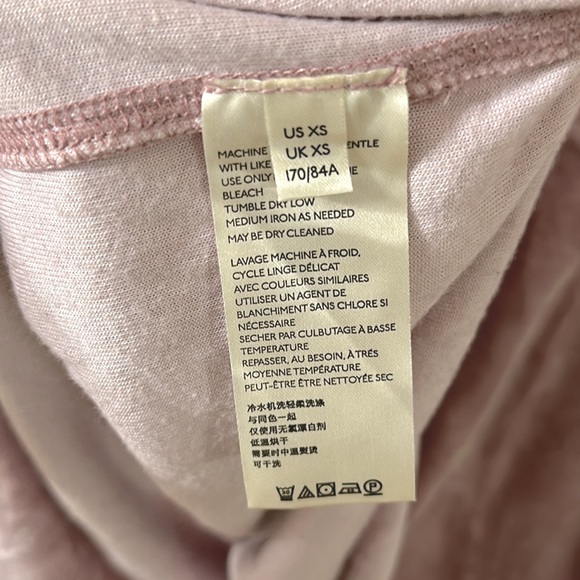 US XS
UK XS
170/84A
MACHINE ENTLE
WITH LIKE
USE ONLY NE
BLEACH
TUMBLE DRY LOW
MEDIUM IRON AS NEEDED
MAY BE DRY CLEANED
LAVAGE MACHINE À FROID,
CYCLE LINGE DÉLICAT
AVEC COULEURS SIMILAIRES
UTILISER UN AGENT DE
BLANCHIMENT SANS CHLORE SI
NÉCESSAIRE
SECHER PAR CULBUTAGE À BASSE
TEMPERATURE
REPASSER, AU BESOIN, À TRÉS
MOYENNE TEMPÉRATURE
PEUT-ÊTRE ÊTRE NETTOYÉE SEC
冷水机洗轻柔洗涤
与同色一起
仅使用无氯漂白剂
低温烘干
需要时中温熨烫
可干洗